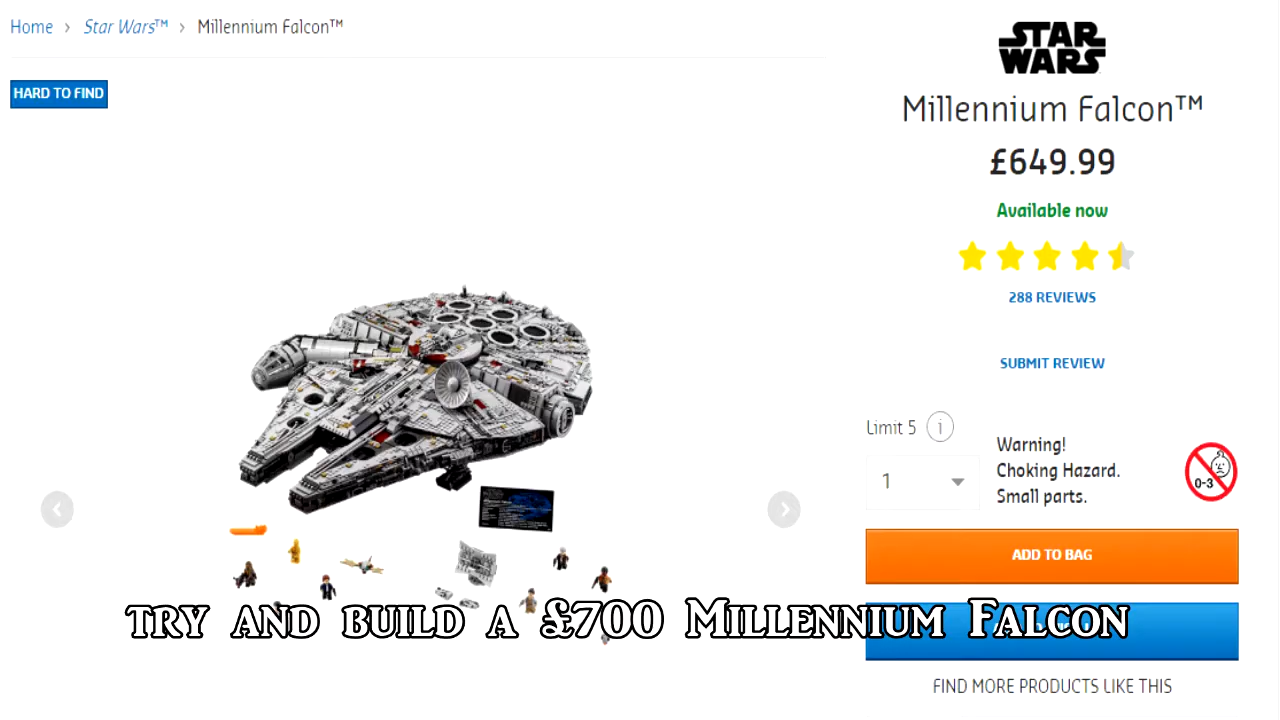 Home › Star Wars™ › Millennium Falcon™
HARD TO FIND
STAR WARS
Millennium Falcon™
£649.99
Available now
288 REVIEWS
SUBMIT REVIEW
Limit 5 i
Warning!
Choking Hazard.
Small parts.
0-3
1
ADD TO BAG
try and build a £700 Millennium Falcon
FIND MORE PRODUCTS LIKE THIS